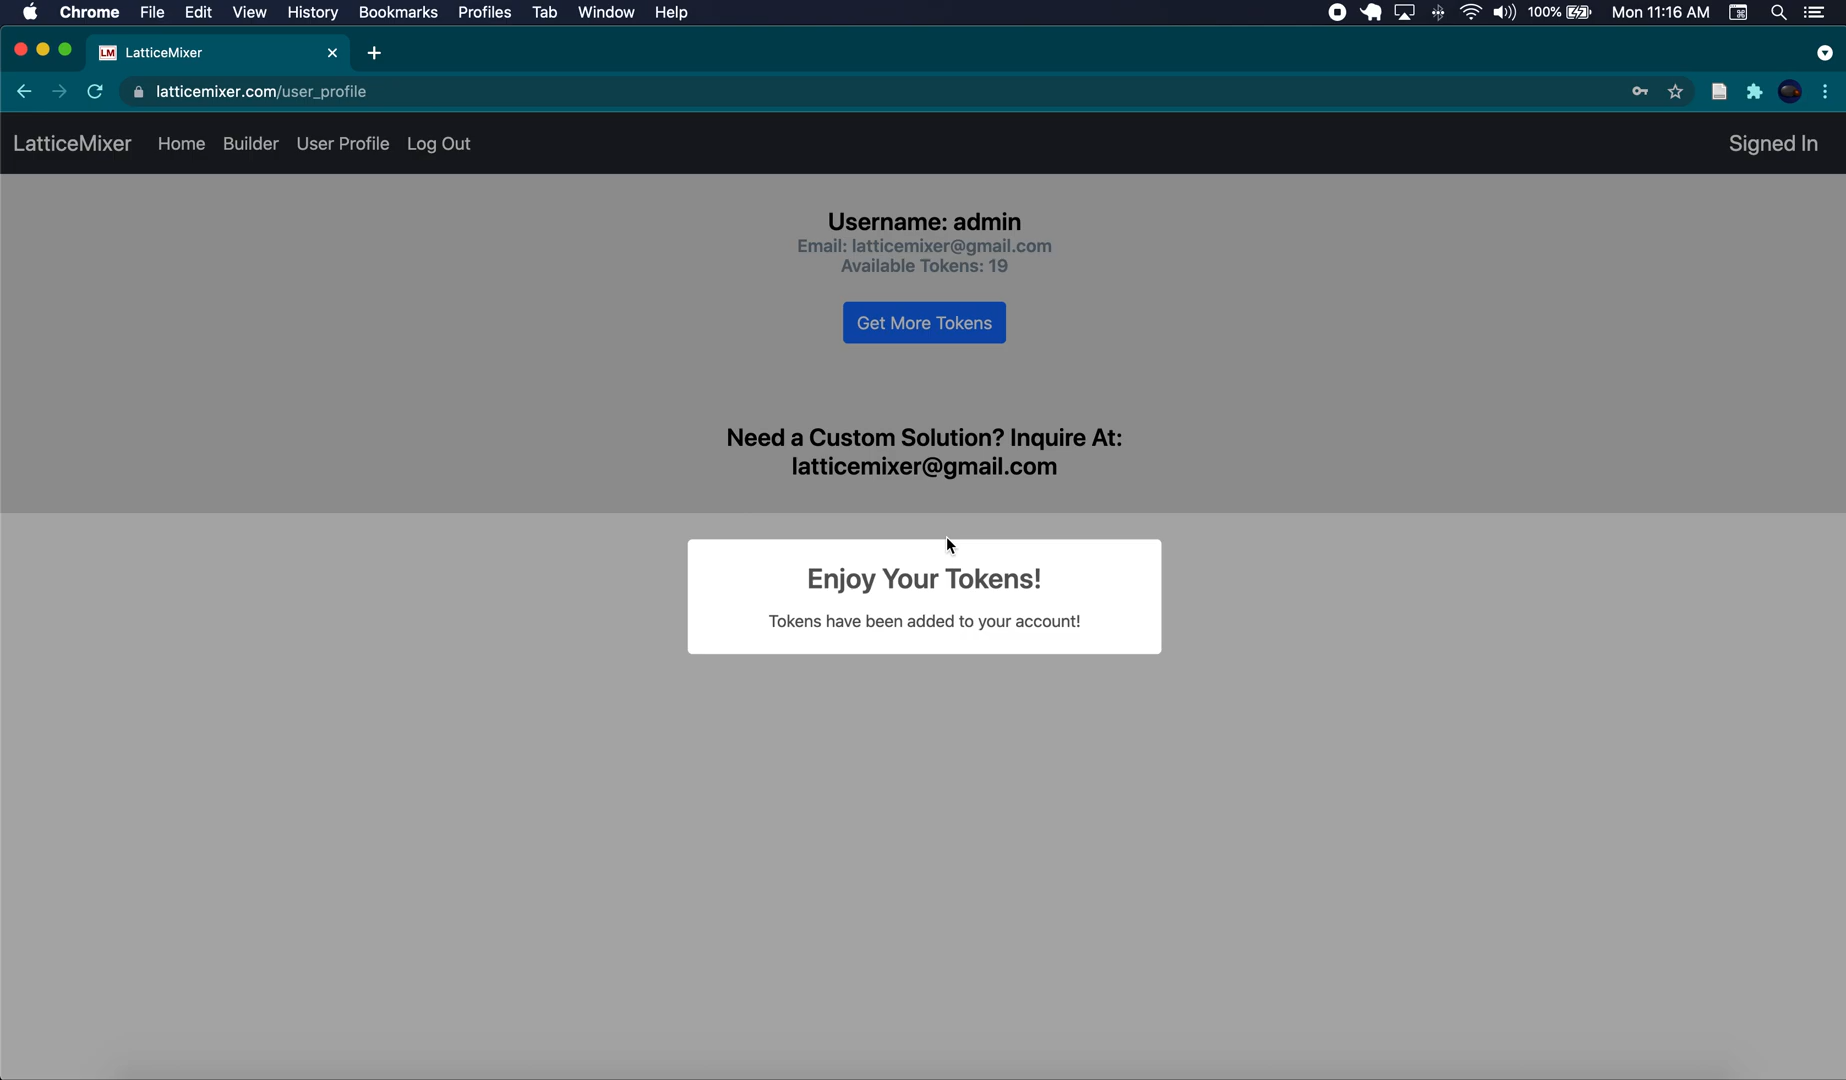 Chrome File Edit View History Bookmarks Profiles Tab Window Help 100% Mon 11:16 AM
LM LatticeMixer
latticemixer.com/user_profile
LatticeMixer Home Builder User Profile Log Out Signed In
Username: admin
Email: latticemixer@gmail.com
Available Tokens: 19
Get More Tokens
Need a Custom Solution? Inquire At:
latticemixer@gmail.com
Enjoy Your Tokens!
Tokens have been added to your account!